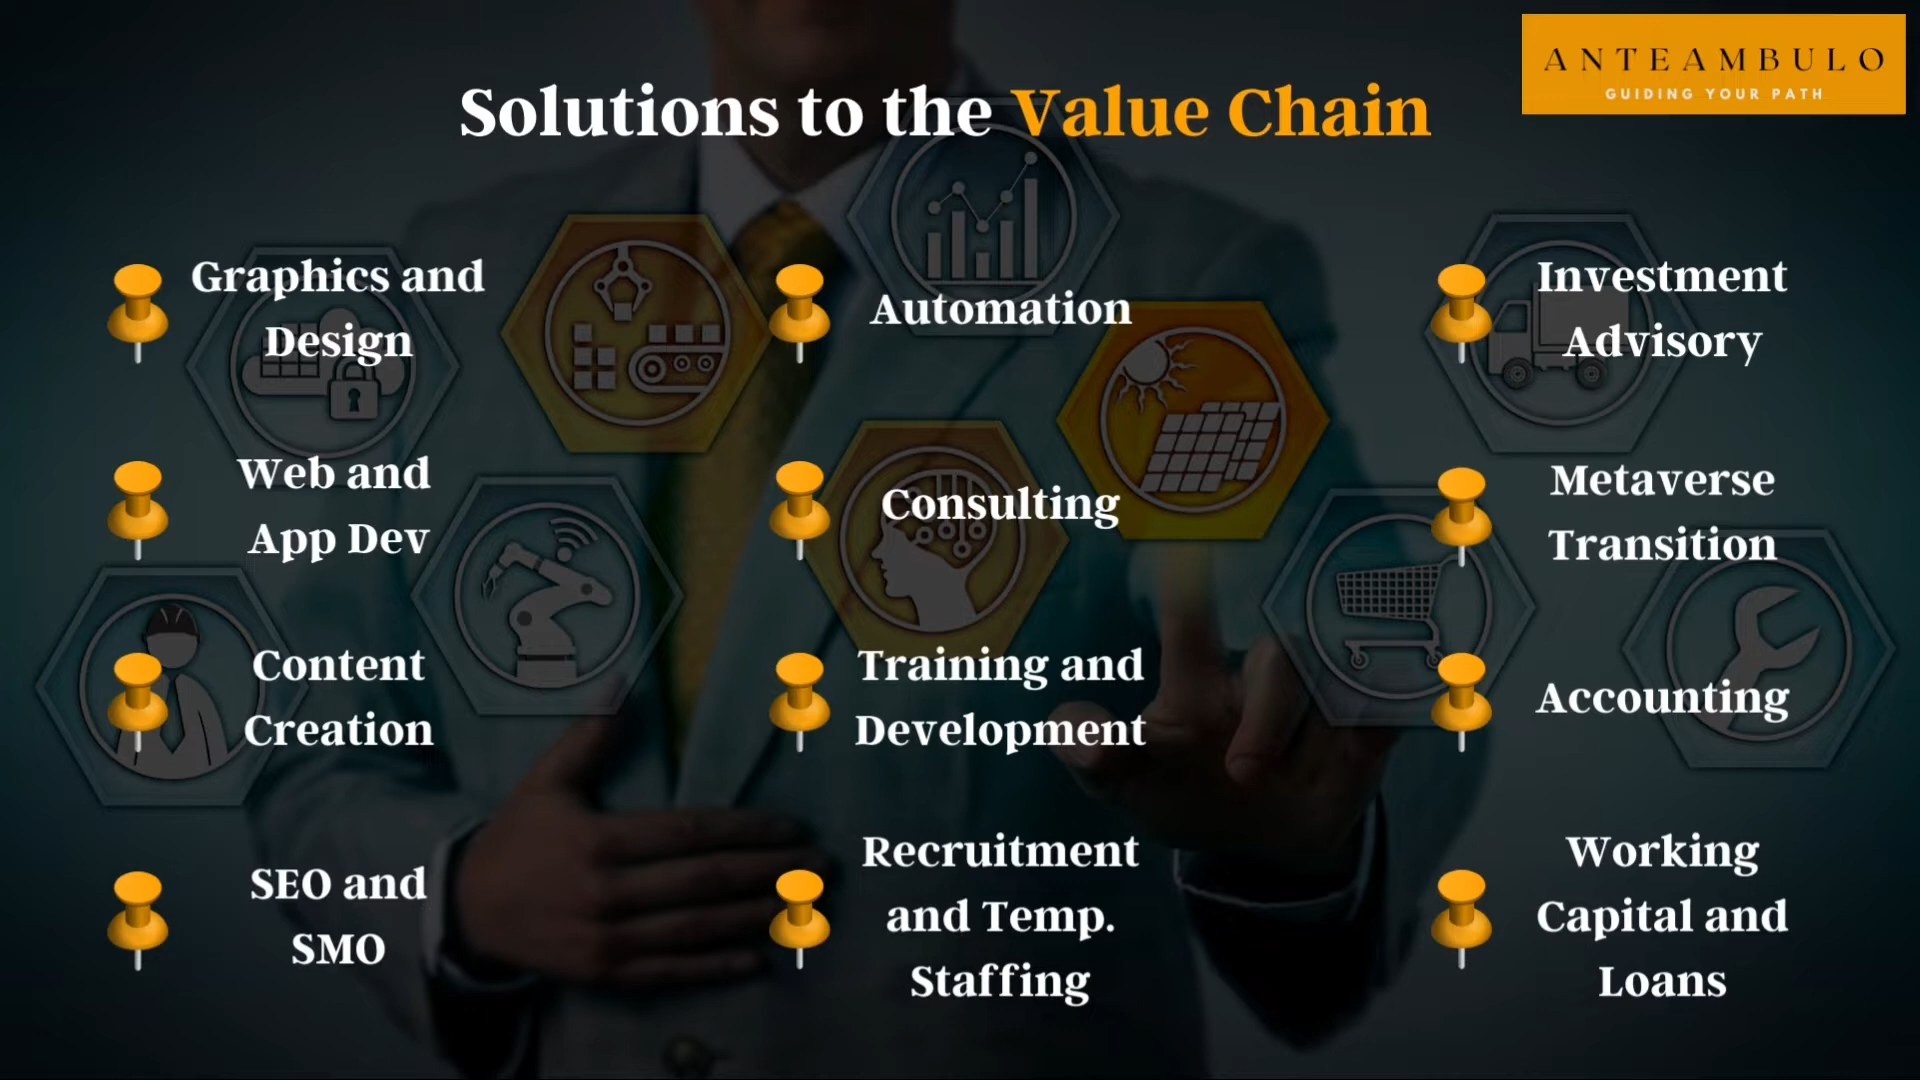 ANTEAMBULO
GUIDING YOUR PATH
Solutions to the Value Chain
Graphics and
Design
Web and
App Dev
Content
Creation
SEO and
SMO
Automation
Consulting
Training and
Development
Recruitment
and Temp.
Staffing
Investment
Advisory
Metaverse
Transition
Accounting
Working
Capital and
Loans